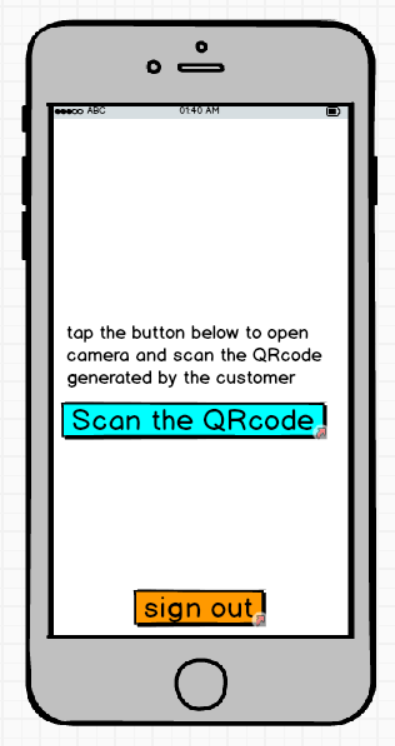 ABC 01:40 AM
tap the button below to open
camera and scan the QRcode
generated by the customer
Scan the QRcode
sign out